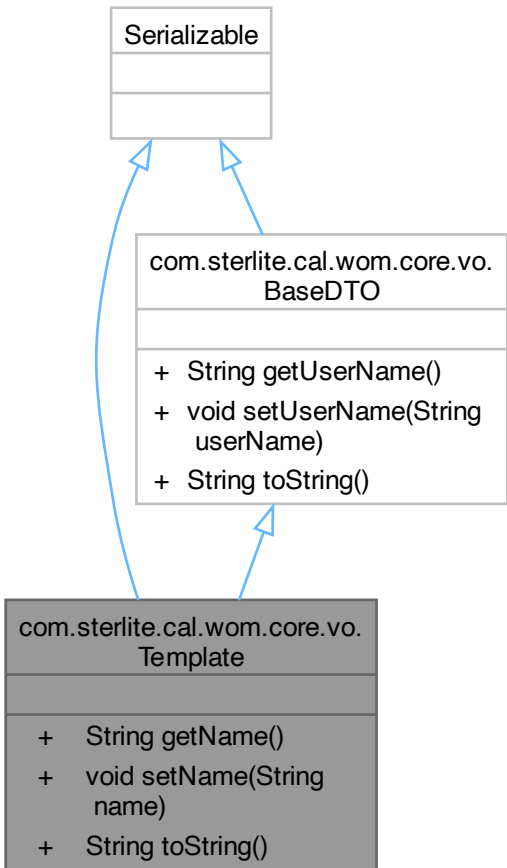 Serializable
com.sterlite.cal.wom.core.vo.
BaseDTO
+ String getUserName()
+ void setUserName(String
userName)
+ String toString()
com.sterlite.cal.wom.core.vo.
Template
+ String getName()
+ void setName(String
name)
+ String toString()